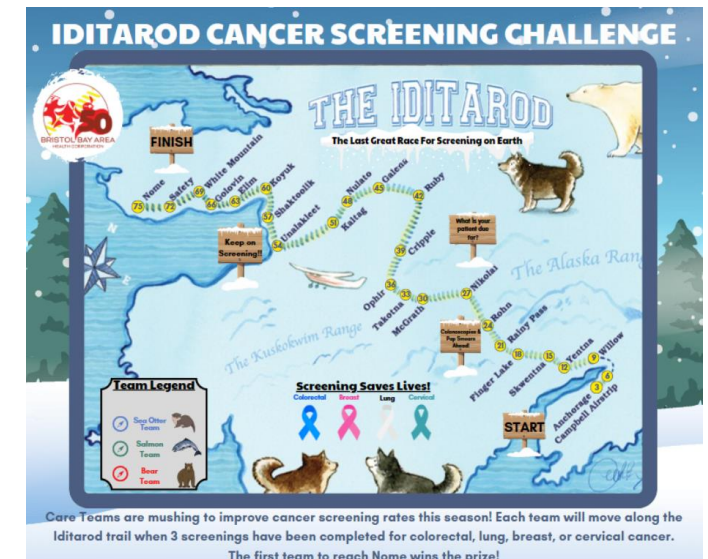 IDITAROD CANCER SCREENING CHALLENGE
BRISTOL BAY AREA
HEALTH CORPORATION
50
THE IDITAROD
The Last Great Race For Screening on Earth
FINISH
Nome
75
Safety
72
White Mountain
69
Golovin
66
Elim
63
Koyuk
60
Shaktoolik
57
Unalakleet
54
Kaltag
51
Nulato
48
Galena
45
Ruby
42
Cripple
39
Ophir
36
Takotna
33
McGrath
30
Nikolai
27
Rohn
24
Rainy Pass
21
Finger Lake
18
Skwentna
15
Yentna
12
Willow
9
Campbell Airstrip
6
Anchorage
3
START
Keep on
Screening!!
What is your
patient due
for?
Colonoscopies &
Pap Smears
Ahead!
The Alaska Ran
The Kuskokwim Range
Team Legend
Sea Otter
Team
Salmon
Team
Bear
Team
Screening Saves Lives!
Colorectal
Breast
Lung
Cervical
Care Teams are mushing to improve cancer screening rates this season! Each team will move along the
Iditarod trail when 3 screenings have been completed for colorectal, lung, breast, or cervical cancer.
The first team to reach Nome wins the prize!